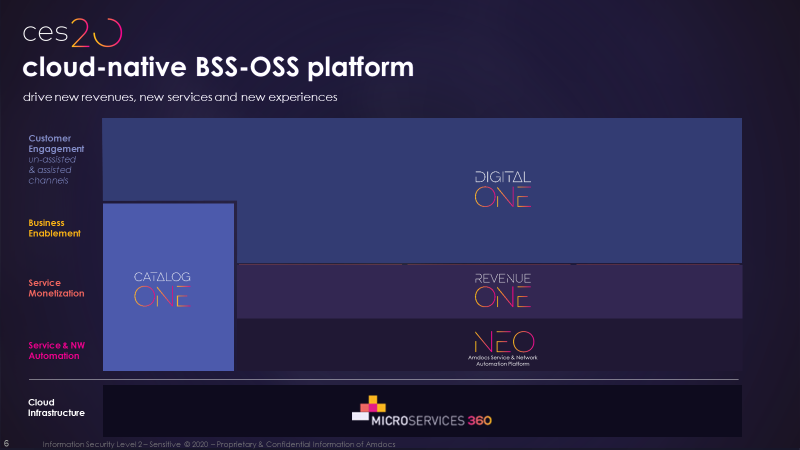 ces20
cloud-native BSS-OSS platform
drive new revenues, new services and new experiences
Customer
Engagement
un-assisted
& assisted
channels
DIGITAL
ONE
Business
Enablement
CATALOG
ONE
Service
Monetization
REVENUE
ONE
Service & NW
Automation
NEO
Amdocs Service & Network
Automation Platform
Cloud
Infrastructure
MICROSERVICES 360
6
Information Security Level 2 – Sensitive © 2020 – Proprietary & Confidential Information of Amdocs